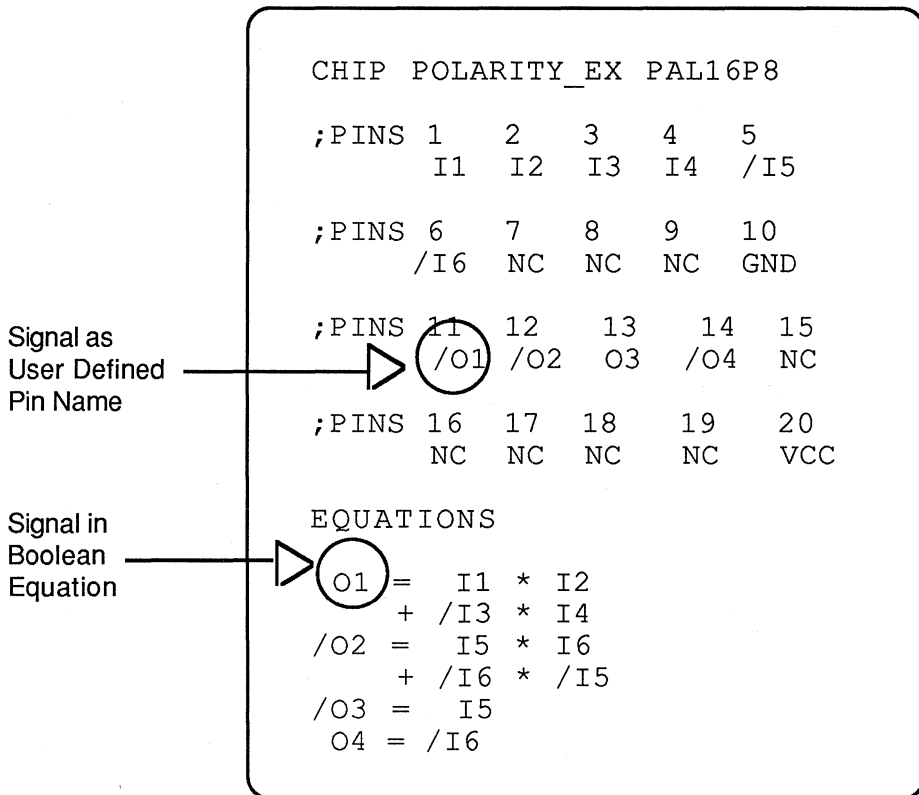 CHIP POLARITY_EX PAL16P8
;PINS 1 2 3 4 5
I1 I2 I3 I4 /I5
;PINS 6 7 8 9 10
/I6 NC NC NC GND
Signal as
User Defined
Pin Name
;PINS 11 12 13 14 15
/O1 /O2 O3 /O4 NC
;PINS 16 17 18 19 20
NC NC NC NC VCC
Signal in
Boolean
Equation
EQUATIONS
O1 = I1 * I2
+ /I3 * I4
/O2 = I5 * I6
+ /I6 * /I5
/O3 = I5
O4 = /I6